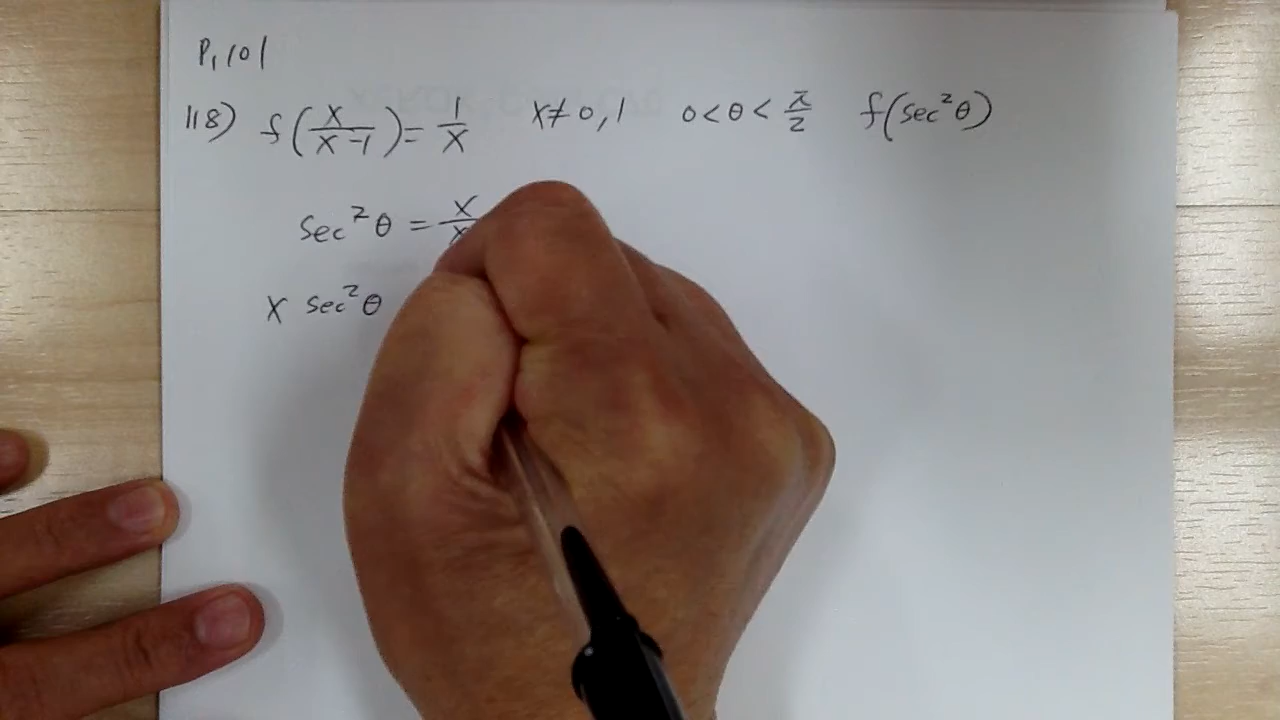 P,101
118) f(x/(x-1)) = 1/x   x≠0,1   0<θ<π/2   f(sec²θ)
sec²θ = x/x
x sec²θ